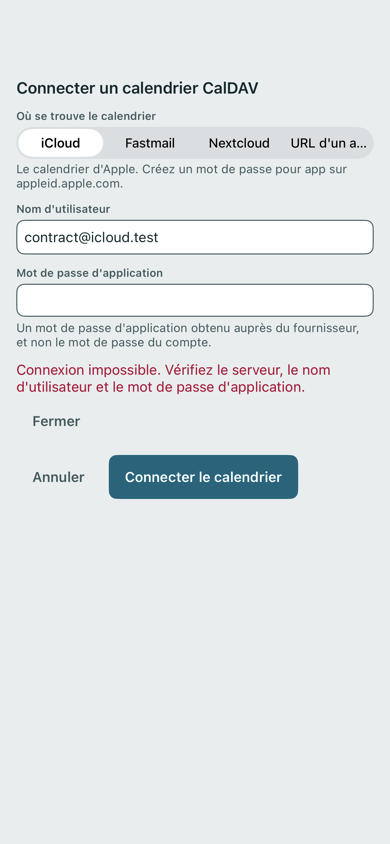 Connecter un calendrier CalDAV
Où se trouve le calendrier
iCloud
Fastmail
Nextcloud
URL d'un a...
Le calendrier d'Apple. Créez un mot de passe pour app sur
appleid.apple.com.
Nom d'utilisateur
contract@icloud.test
Mot de passe d'application
Un mot de passe d'application obtenu auprès du fournisseur,
et non le mot de passe du compte.
Connexion impossible. Vérifiez le serveur, le nom
d'utilisateur et le mot de passe d'application.
Fermer
Annuler
Connecter le calendrier